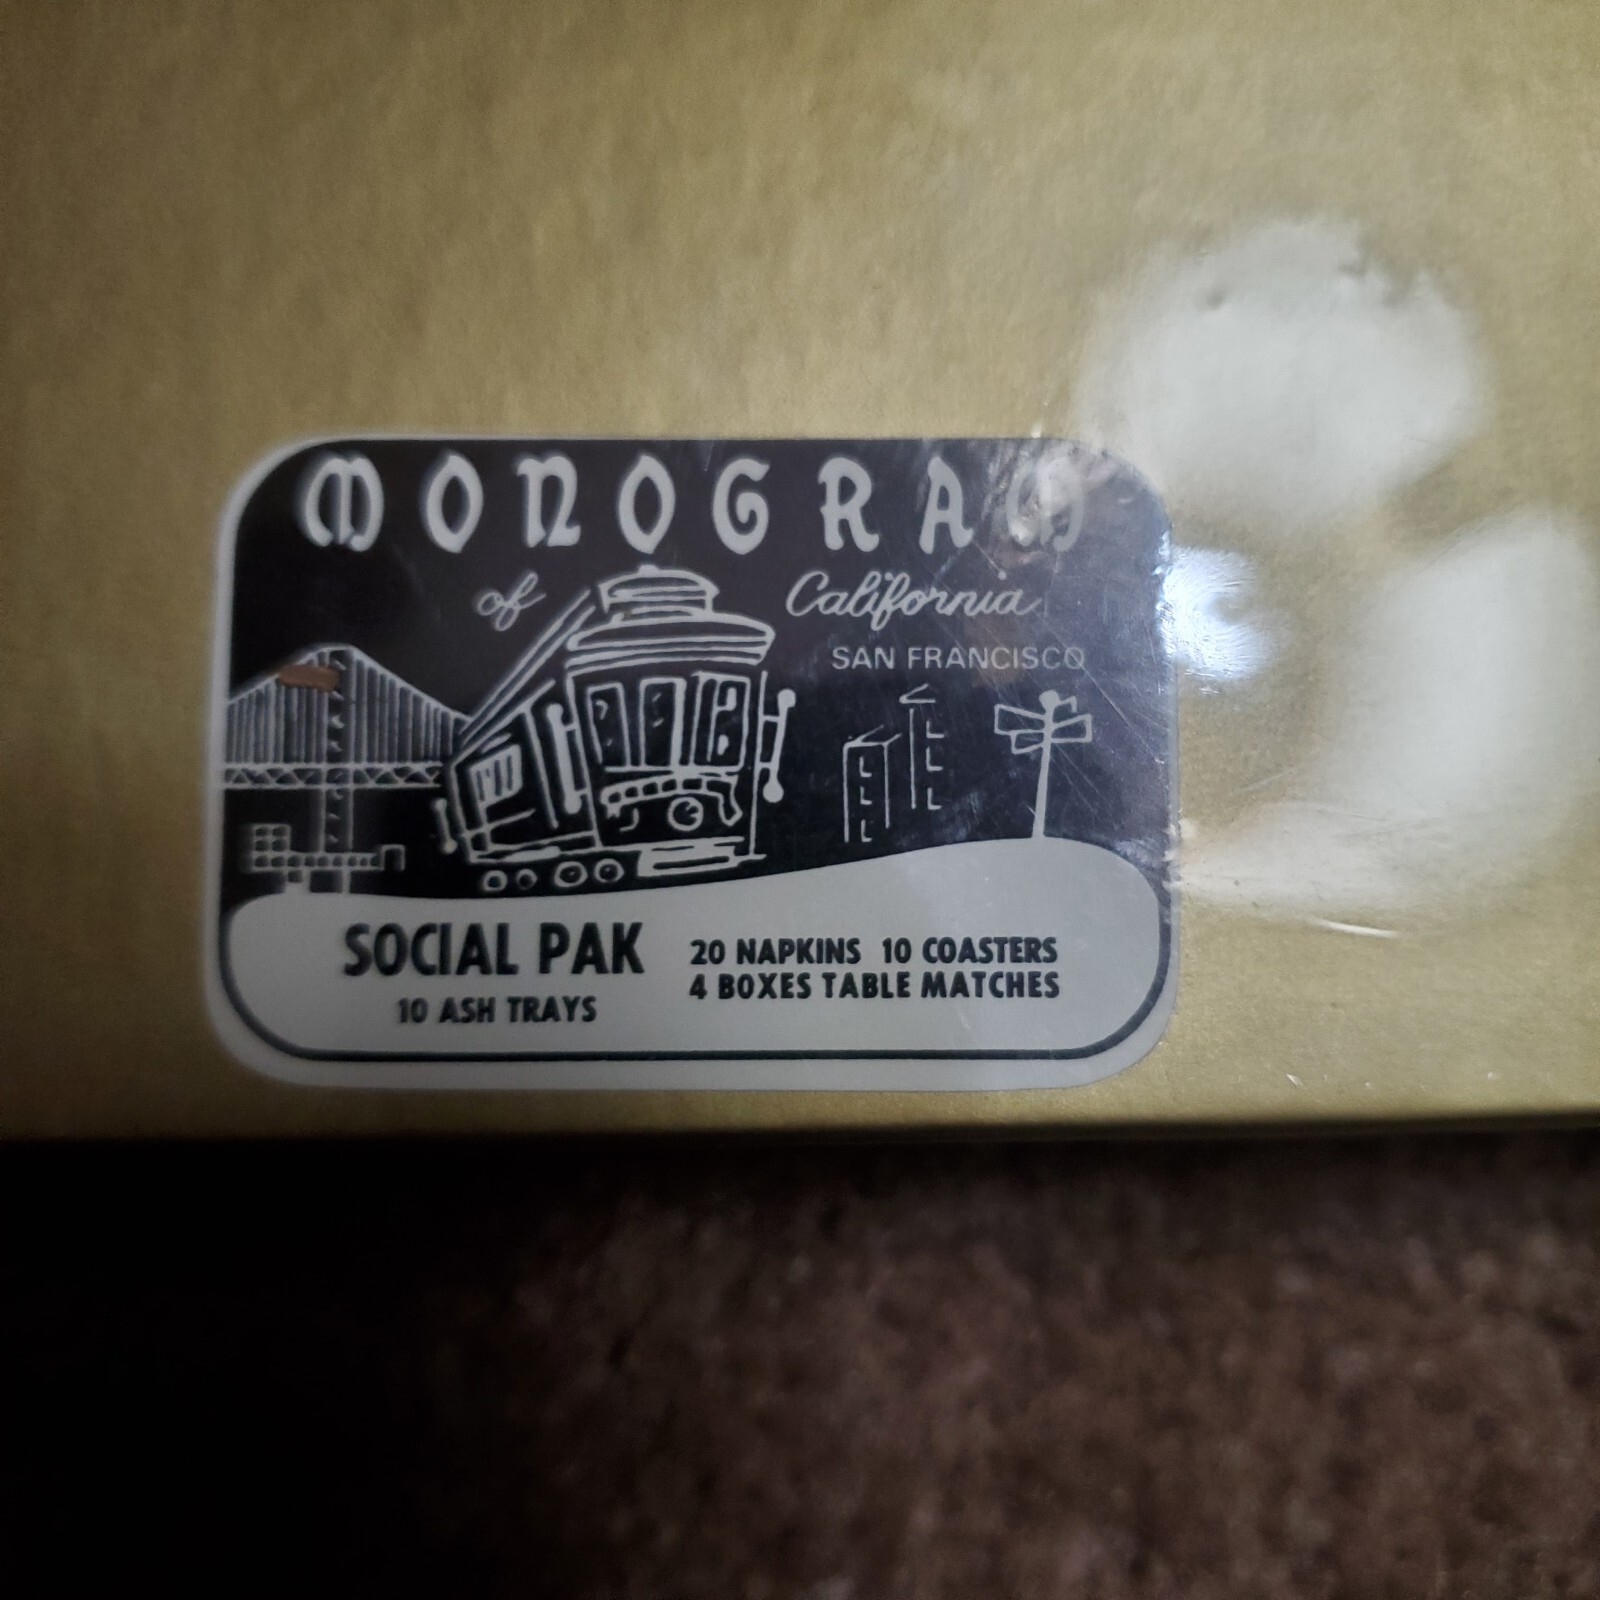 MONOGRAM
of California
SAN FRANCISCO
SOCIAL PAK
10 ASH TRAYS
20 NAPKINS 10 COASTERS
4 BOXES TABLE MATCHES